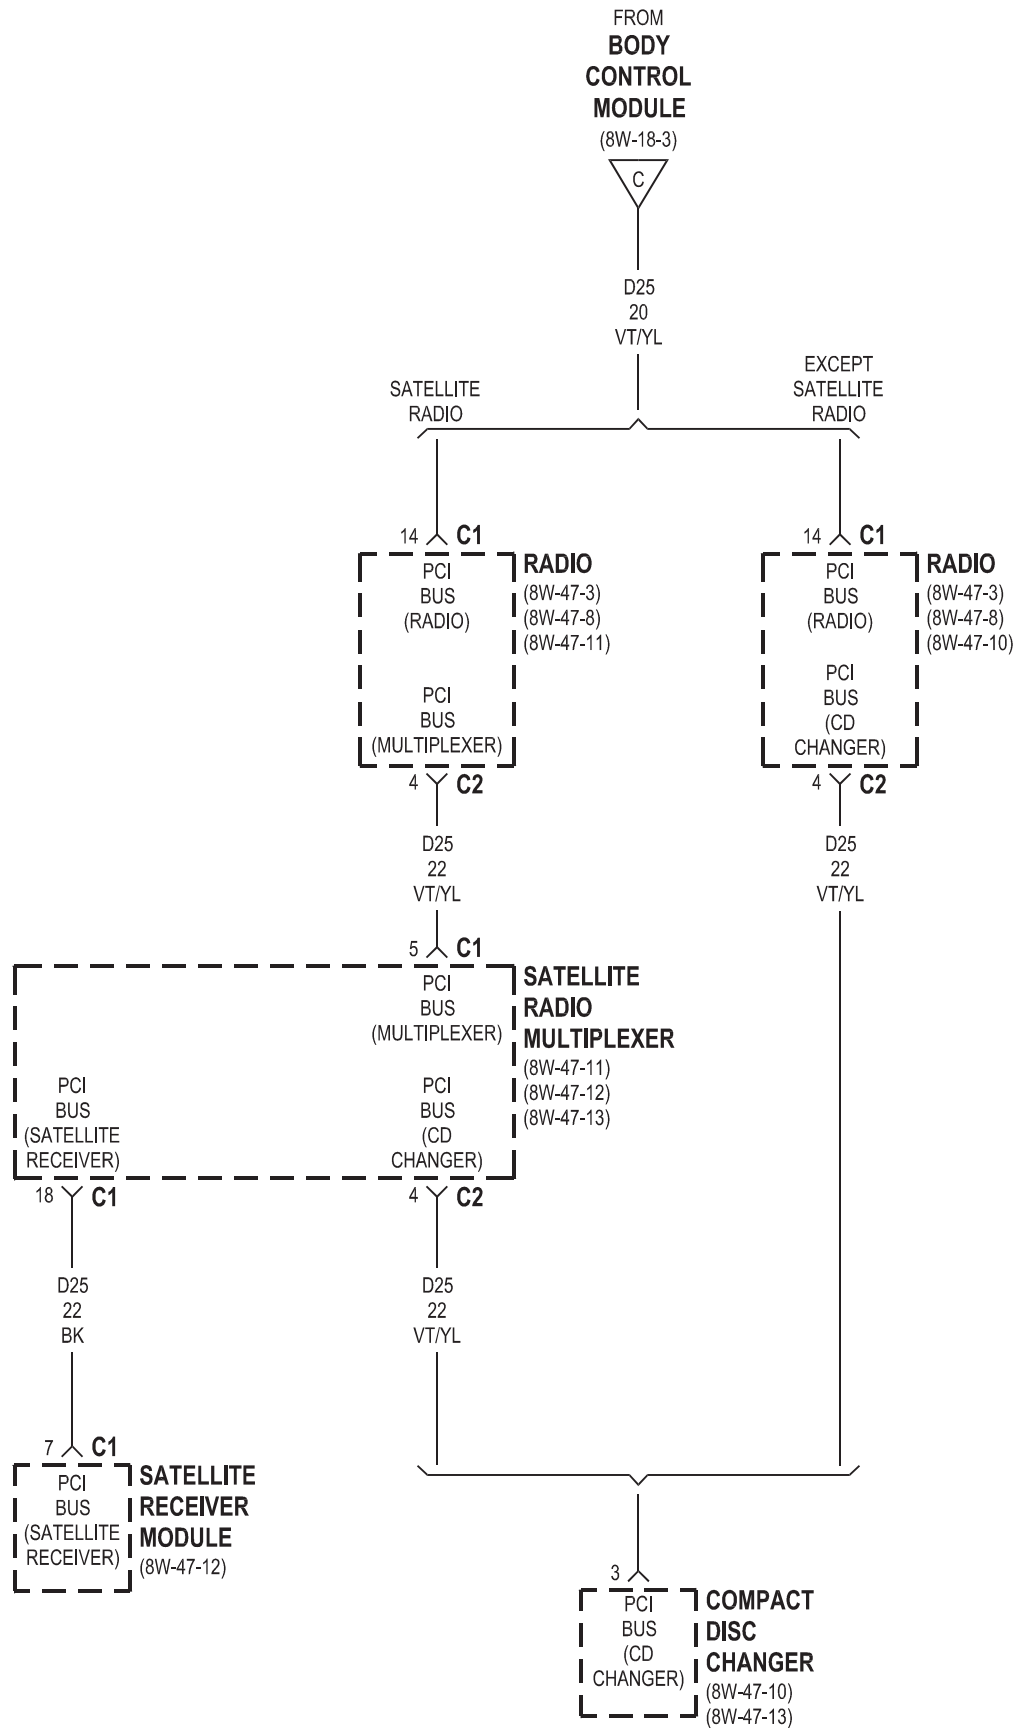 FROM
BODY
CONTROL
MODULE
(8W-18-3)
C
D25
20
VT/YL
SATELLITE
RADIO
EXCEPT
SATELLITE
RADIO
14 C1
PCI
BUS
(RADIO)
PCI
BUS
(MULTIPLEXER)
RADIO
(8W-47-3)
(8W-47-8)
(8W-47-11)
4 C2
14 C1
PCI
BUS
(RADIO)
PCI
BUS
(CD
CHANGER)
RADIO
(8W-47-3)
(8W-47-8)
(8W-47-10)
4 C2
D25
22
VT/YL
D25
22
VT/YL
5 C1
PCI
BUS
(MULTIPLEXER)
SATELLITE
RADIO
MULTIPLEXER
(8W-47-11)
(8W-47-12)
(8W-47-13)
PCI
BUS
(SATELLITE
RECEIVER)
PCI
BUS
(CD
CHANGER)
18 C1
4 C2
D25
22
BK
D25
22
VT/YL
7 C1
PCI
BUS
(SATELLITE
RECEIVER)
SATELLITE
RECEIVER
MODULE
(8W-47-12)
3
PCI
BUS
(CD
CHANGER)
COMPACT
DISC
CHANGER
(8W-47-10)
(8W-47-13)